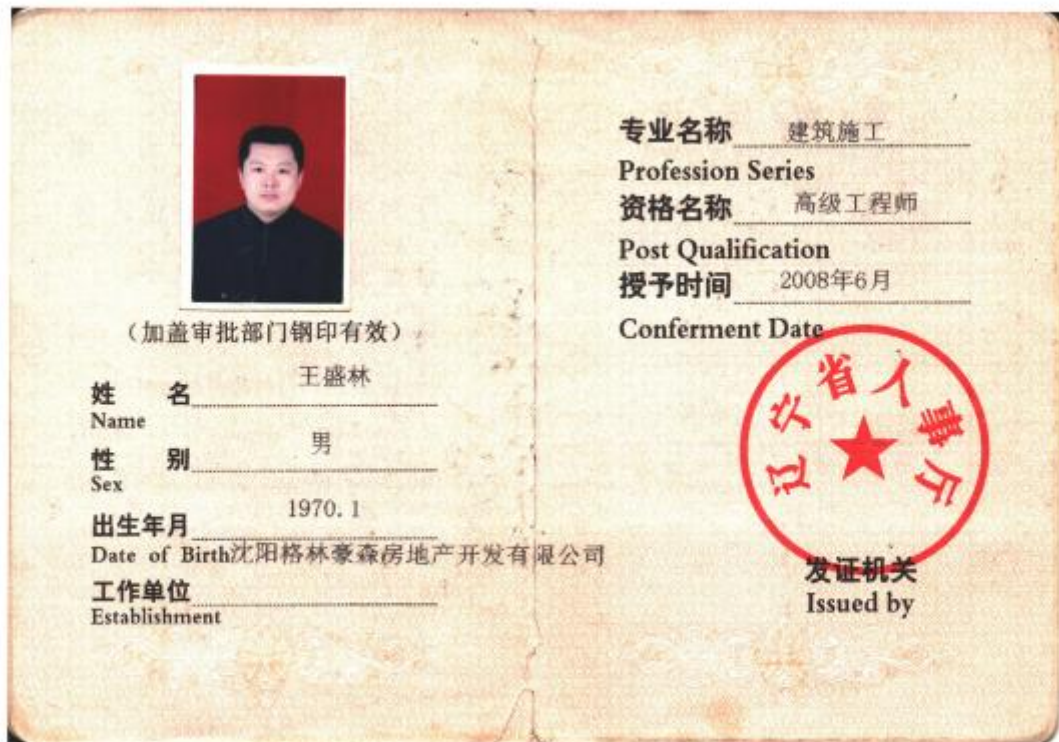 (加盖审批部门钢印有效)
姓 名 王盛林
Name
性 别 男
Sex
出生年月 1970.1
Date of Birth
沈阳格林豪森房地产开发有限公司
工作单位
Establishment
专业名称 建筑施工
Profession Series
资格名称 高级工程师
Post Qualification
授予时间 2008年6月
Conferment Date
辽宁省人事厅
发证机关
Issued by